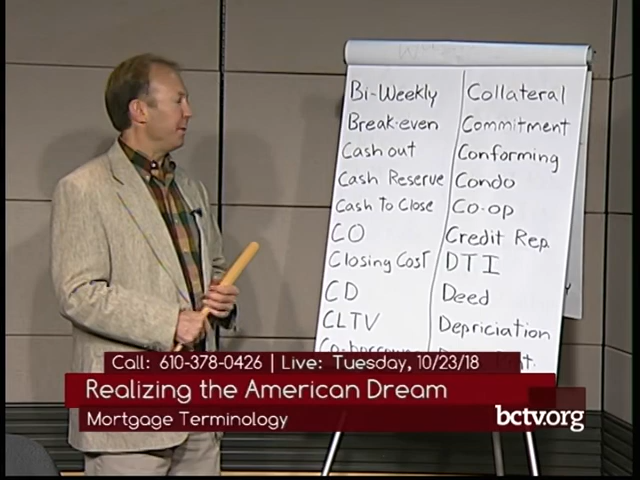 Bi-Weekly
Break-even
Cash out
Cash Reserve
Cash To Close
CO
Closing Cost
CD
CLTV
Co-borrower
Collateral
Commitment
Conforming
Condo
Co-op
Credit Rep.
DTI
Deed
Depriciation
Call: 610-378-0426 | Live: Tuesday, 10/23/18
Realizing the American Dream
Mortgage Terminology
bctv.org